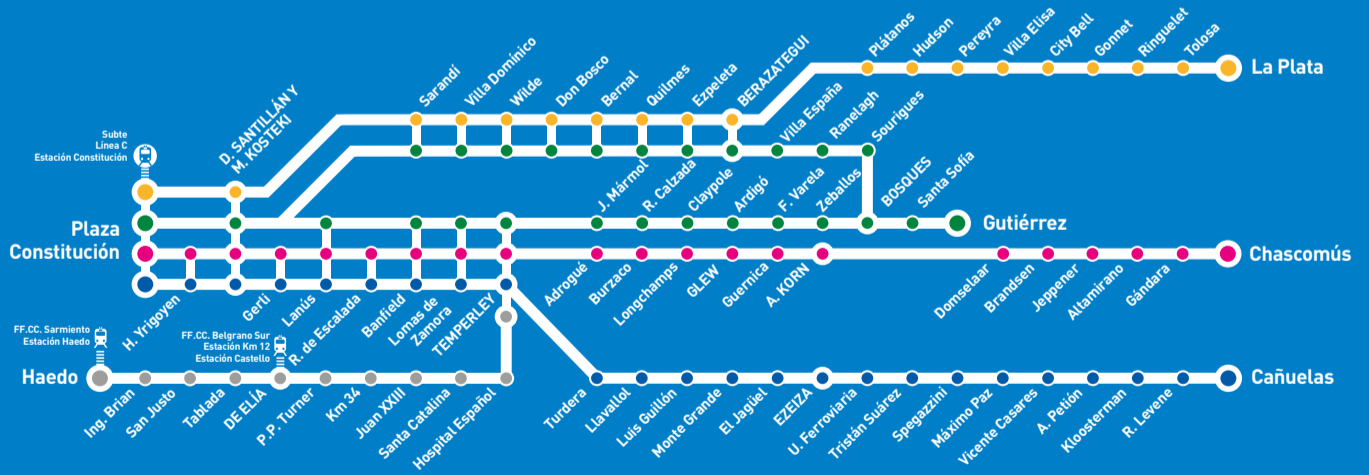 Plátanos
Hudson
Pereyra
Villa Elisa
City Bell
Gonnet
Ringuelet
Tolosa
La Plata
Sarandí
Villa Domínico
Wilde
Don Bosco
Bernal
Quilmes
Ezpeleta
BERAZATEGUI
Villa España
Ranelagh
Sourigues
D. SANTILLÁN Y
M. KOSTEKI
Subte
Línea C
Estación Constitución
Plaza
Constitución
J. Mármol
R. Calzada
Claypole
Ardigó
F. Varela
Zeballos
BOSQUES
Santa Sofía
Gutiérrez
Chascomús
H. Yrigoyen
Gerli
Lanús
R. de Escalada
Banfield
Lomas de
Zamora
TEMPERLEY
Adrogué
Burzaco
Longchamps
GLEW
Guernica
A. KORN
Domselaar
Brandsen
Jeppener
Altamirano
Gándara
FF.CC. Sarmiento
Estación Haedo
FF.CC. Belgrano Sur
Estación Km 12
Estación Castello
Haedo
Cañuelas
Ing. Brian
San Justo
Tablada
DE ELÍA
P.P. Turner
Km 34
Juan XXIII
Santa Catalina
Hospital Español
Turdera
Llavallol
Luis Guillón
Monte Grande
El Jagüel
EZEIZA
U. Ferroviaria
Tristán Suárez
Spegazzini
Máximo Paz
Vicente Casares
A. Petión
Kloosterman
R. Levene